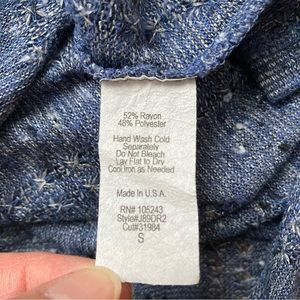 52% Rayon
48% Polyester
Hand Wash Cold
Separately
Do Not Bleach
Lay Flat to Dry
Cool Iron as Needed
Made In U.S.A.
RN# 105243
Style#J89DR2
Cut#31984
S